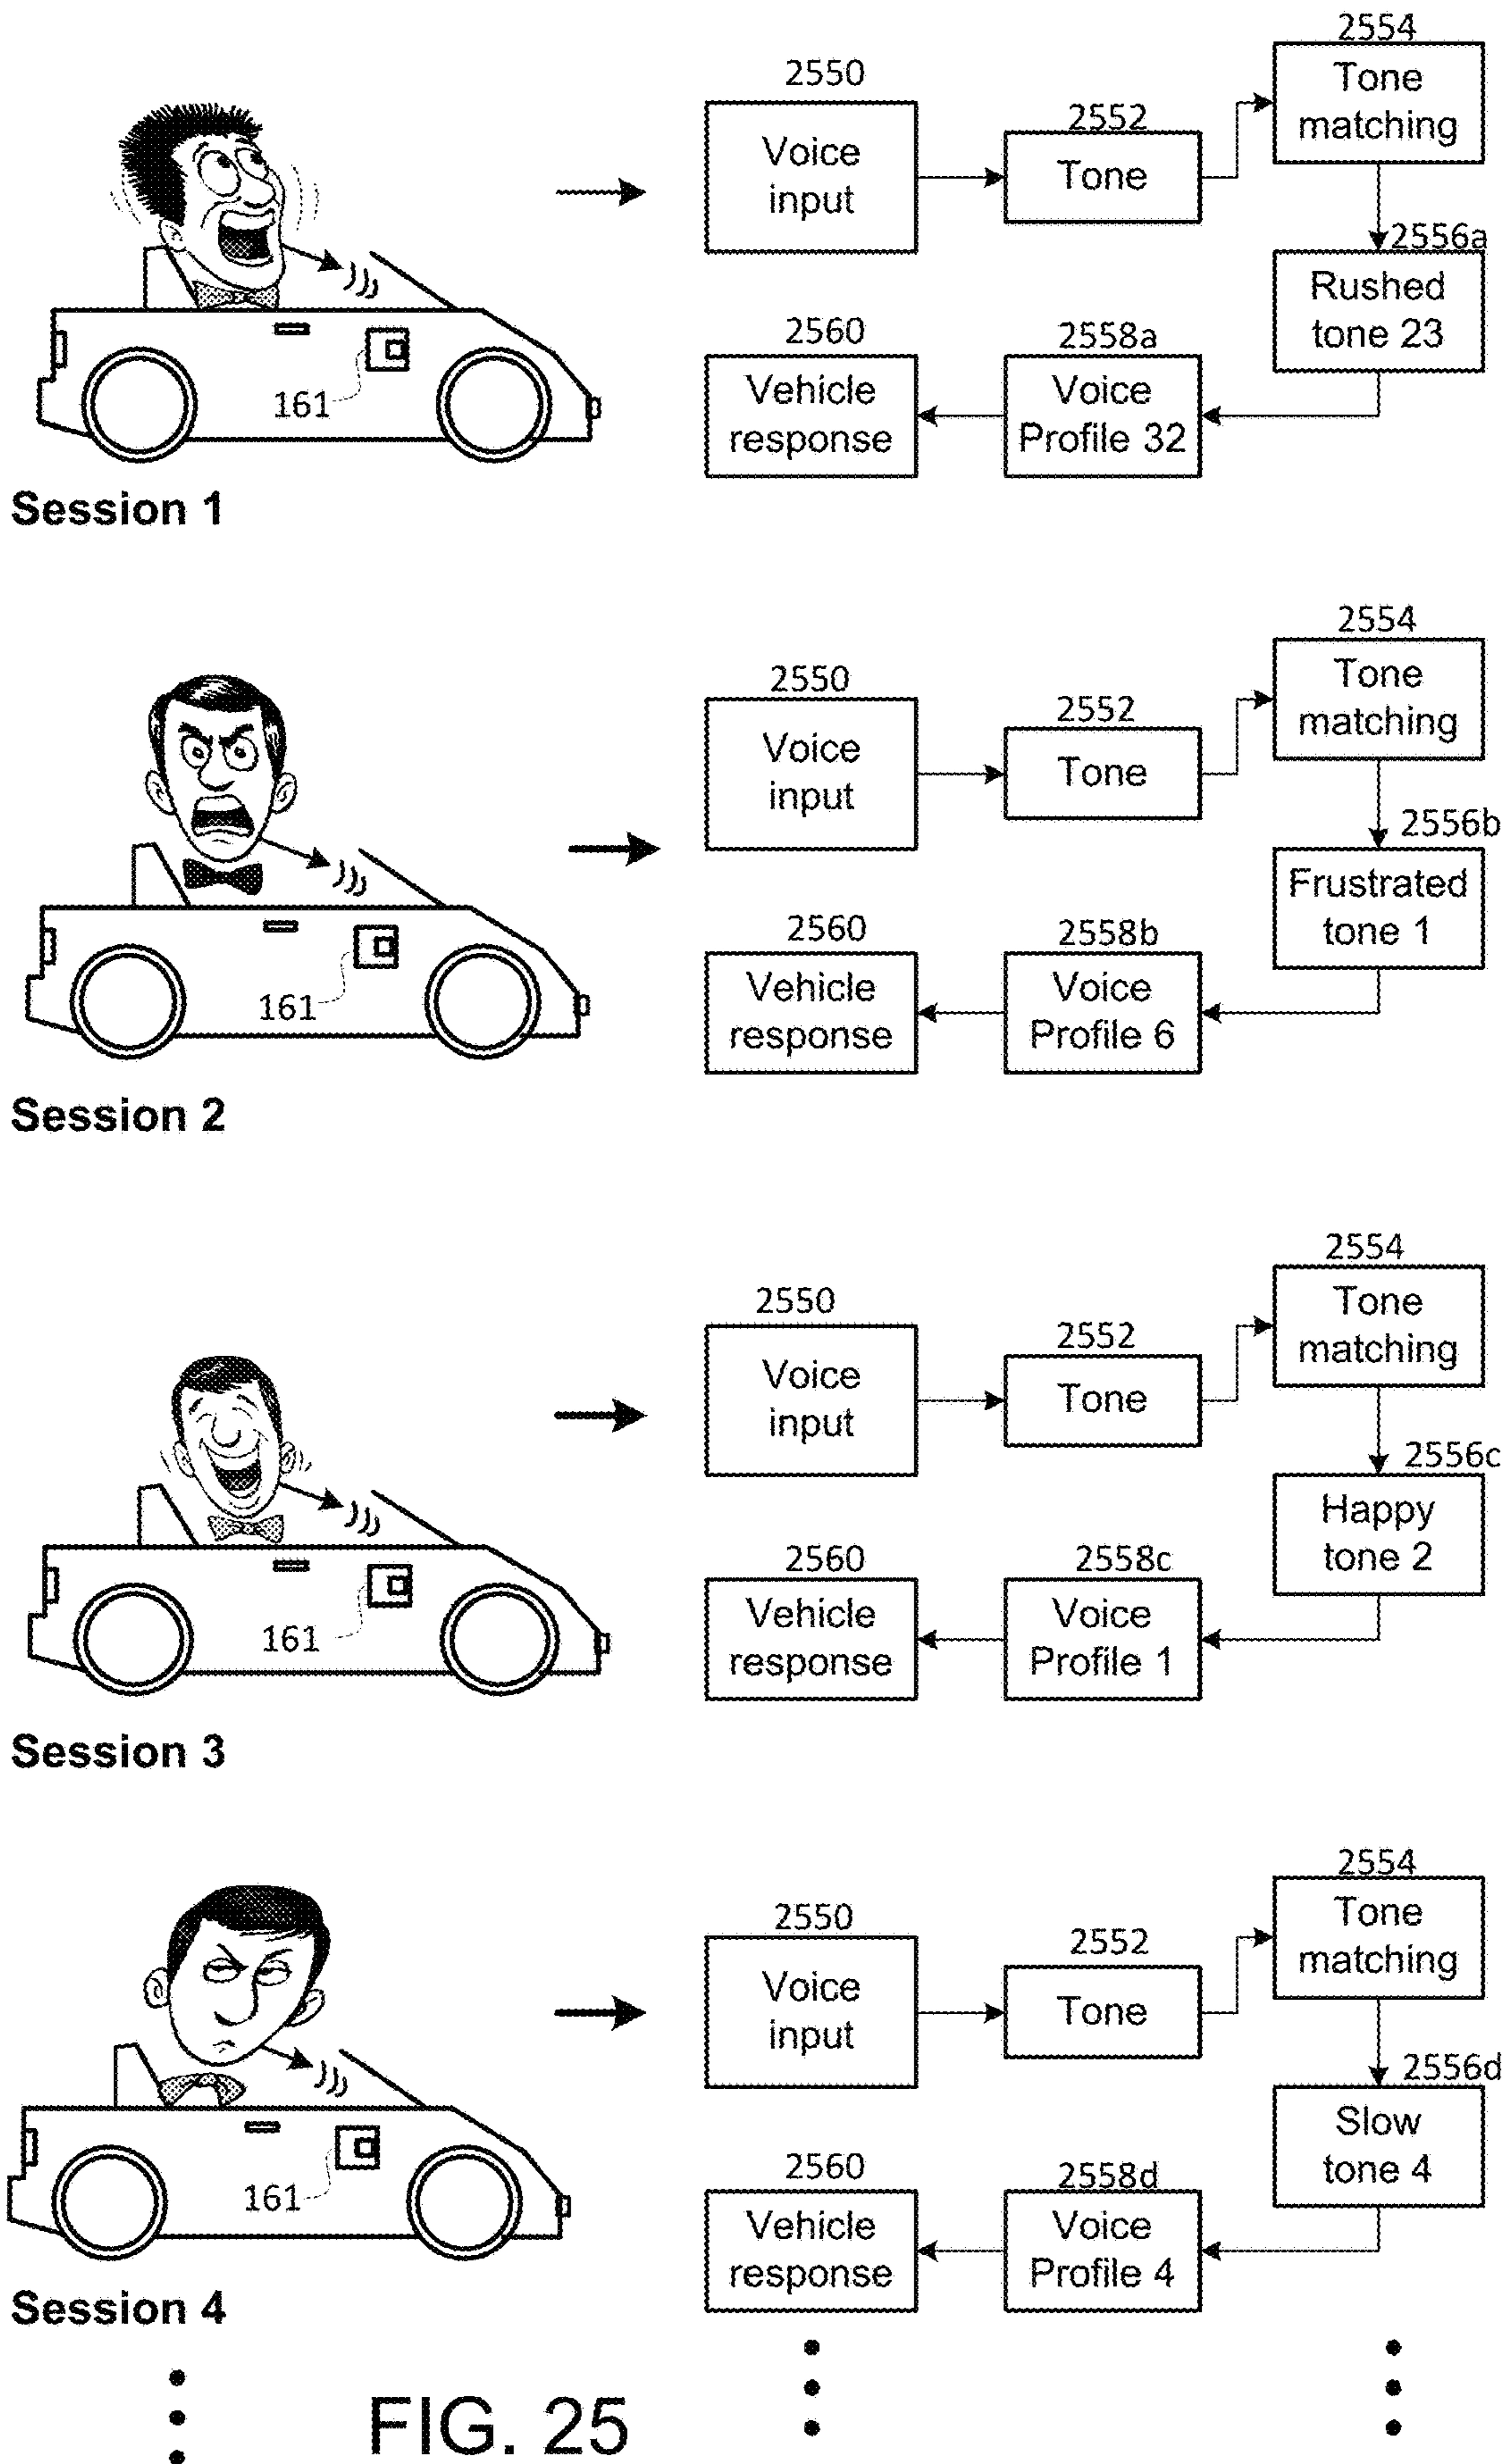 2554
2550
Tone
matching
2552
Voice
input
Tone
2556a
Rushed
tone 23
2560
2558a
161
Vehicle
response
Voice
Profile 32
Session 1
2554
2550
Tone
matching
2552
Voice
input
Tone
2556b
Frustrated
tone 1
2560
2558b
161
Vehicle
response
Voice
Profile 6
Session 2
2554
2550
Tone
matching
2552
Voice
input
Tone
2556c
Happy
tone 2
2560
2558c
161
Vehicle
response
Voice
Profile 1
Session 3
2554
2550
Tone
matching
2552
Voice
input
Tone
2556d
Slow
tone 4
2560
2558d
161
Vehicle
response
Voice
Profile 4
Session 4
FIG. 25